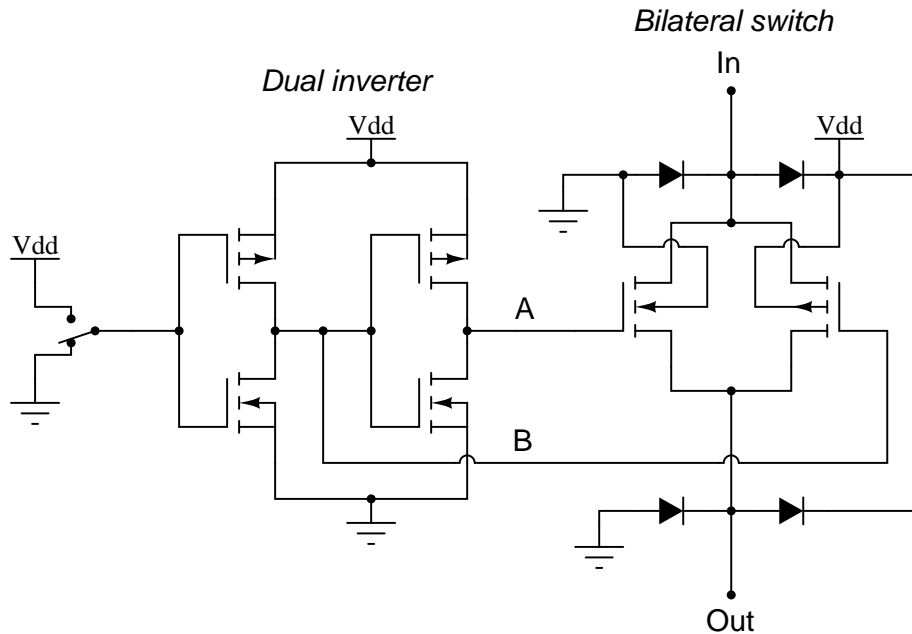 Bilateral switch
In
Dual inverter
Vdd
Vdd
Vdd
A
B
Out